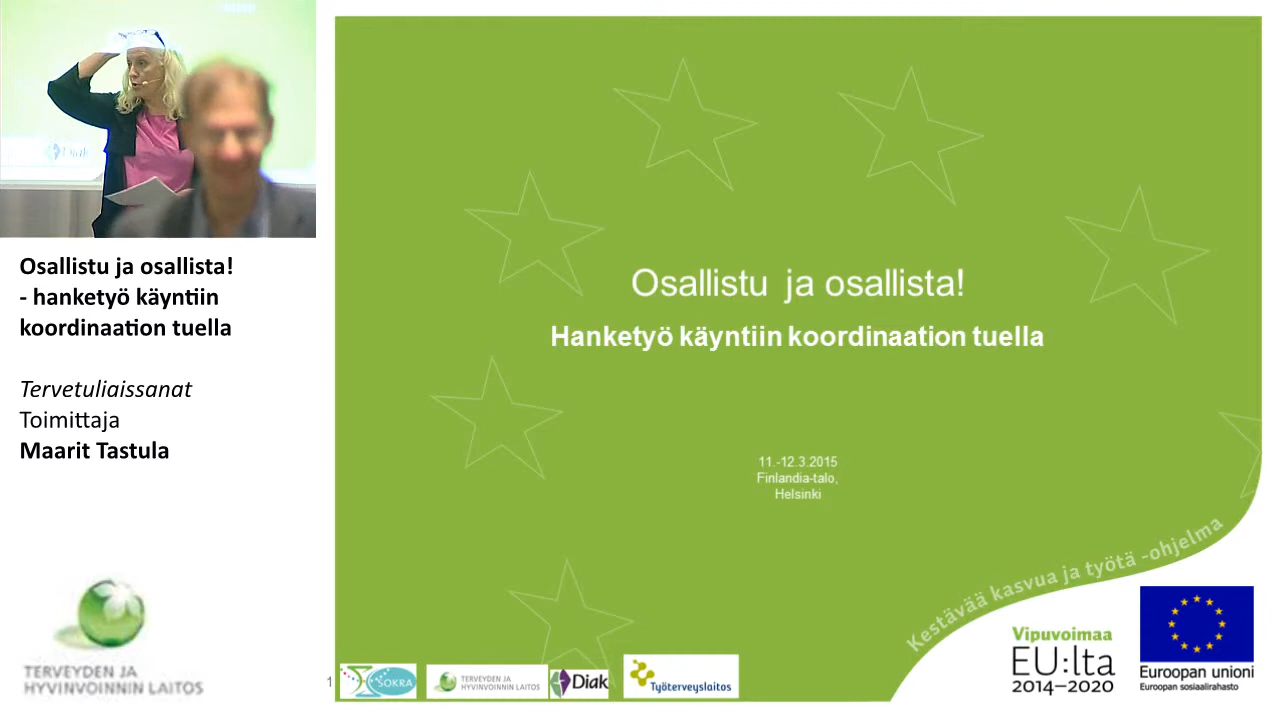 Diak
Osallistu ja osallista!
- hanketyö käyntiin
koordinaation tuella
Tervetuliaissanat
Toimittaja
Maarit Tastula
TERVEYDEN JA
HYVINVOINNIN LAITOS
Osallistu ja osallista!
Hanketyö käyntiin koordinaation tuella
11.-12.3.2015
Finlandia-talo,
Helsinki
Kestävää kasvua ja työtä -ohjelma
1
SOKRA
TERVEYDEN JA
HYVINVOINNIN LAITOS
Diak
Työterveyslaitos
Vipuvoimaa
EU:lta
2014–2020
Euroopan unioni
Euroopan sosiaalirahasto